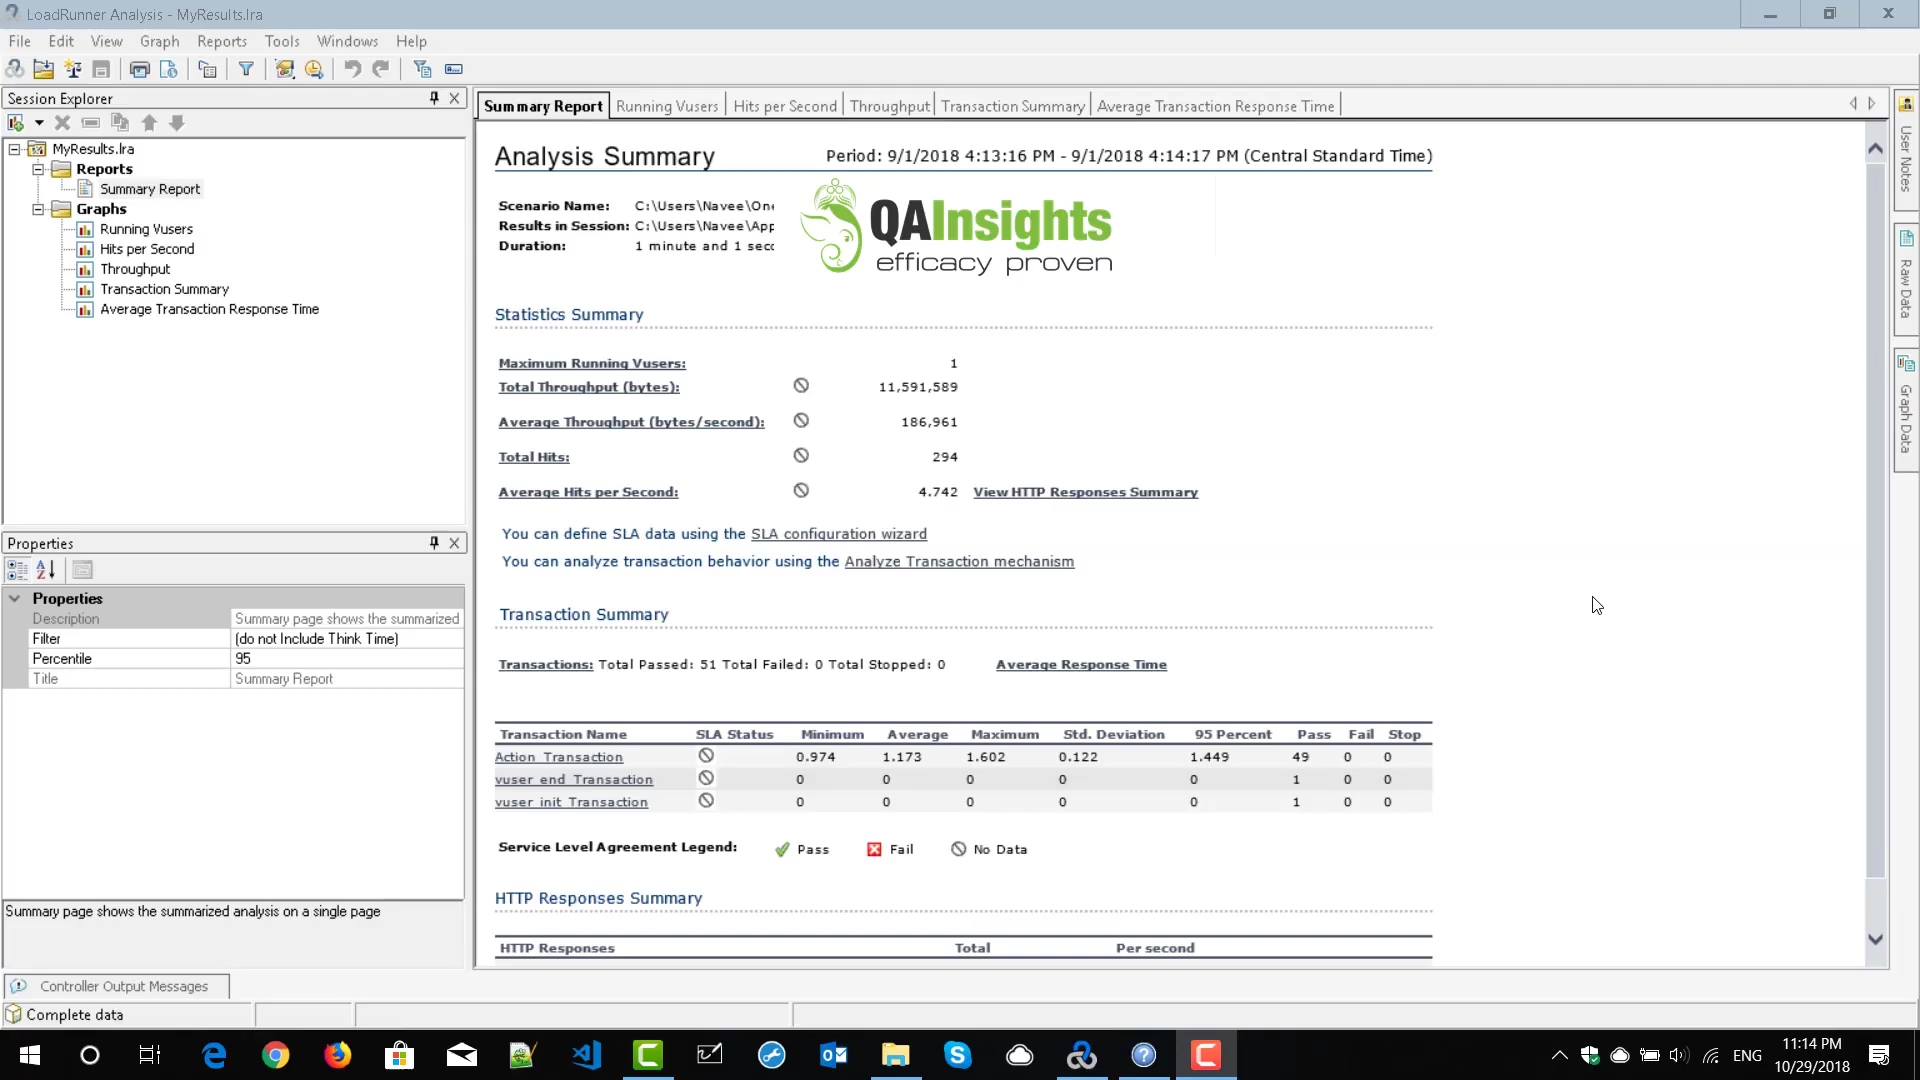 LoadRunner Analysis - MyResults.lra
File Edit View Graph Reports Tools Windows Help
Session Explorer
MyResults.lra
Reports
Summary Report
Graphs
Running Vusers
Hits per Second
Throughput
Transaction Summary
Average Transaction Response Time
Properties
Properties
Description Summary page shows the summarized
Filter (do not Include Think Time)
Percentile 95
Title Summary Report
Summary page shows the summarized analysis on a single page
Summary Report Running Vusers Hits per Second Throughput Transaction Summary Average Transaction Response Time
Analysis Summary Period: 9/1/2018 4:13:16 PM - 9/1/2018 4:14:17 PM (Central Standard Time)
Scenario Name: C:\Users\Navee\One
Results in Session: C:\Users\Navee\App
Duration: 1 minute and 1 secc
QAInsights
efficacy proven
Statistics Summary
Maximum Running Vusers: 1
Total Throughput (bytes): 11,591,589
Average Throughput (bytes/second): 186,961
Total Hits: 294
Average Hits per Second: 4.742 View HTTP Responses Summary
You can define SLA data using the SLA configuration wizard
You can analyze transaction behavior using the Analyze Transaction mechanism
Transaction Summary
Transactions: Total Passed: 51 Total Failed: 0 Total Stopped: 0 Average Response Time
Transaction Name SLA Status Minimum Average Maximum Std. Deviation 95 Percent Pass Fail Stop
Action_Transaction 0.974 1.173 1.602 0.122 1.449 49 0 0
vuser_end_Transaction 0 0 0 0 0 1 0 0
vuser_init_Transaction 0 0 0 0 0 1 0 0
Service Level Agreement Legend: Pass Fail No Data
HTTP Responses Summary
HTTP Responses Total Per second
User Notes
Raw Data
Graph Data
Controller Output Messages
Complete data
ENG
11:14 PM
10/29/2018